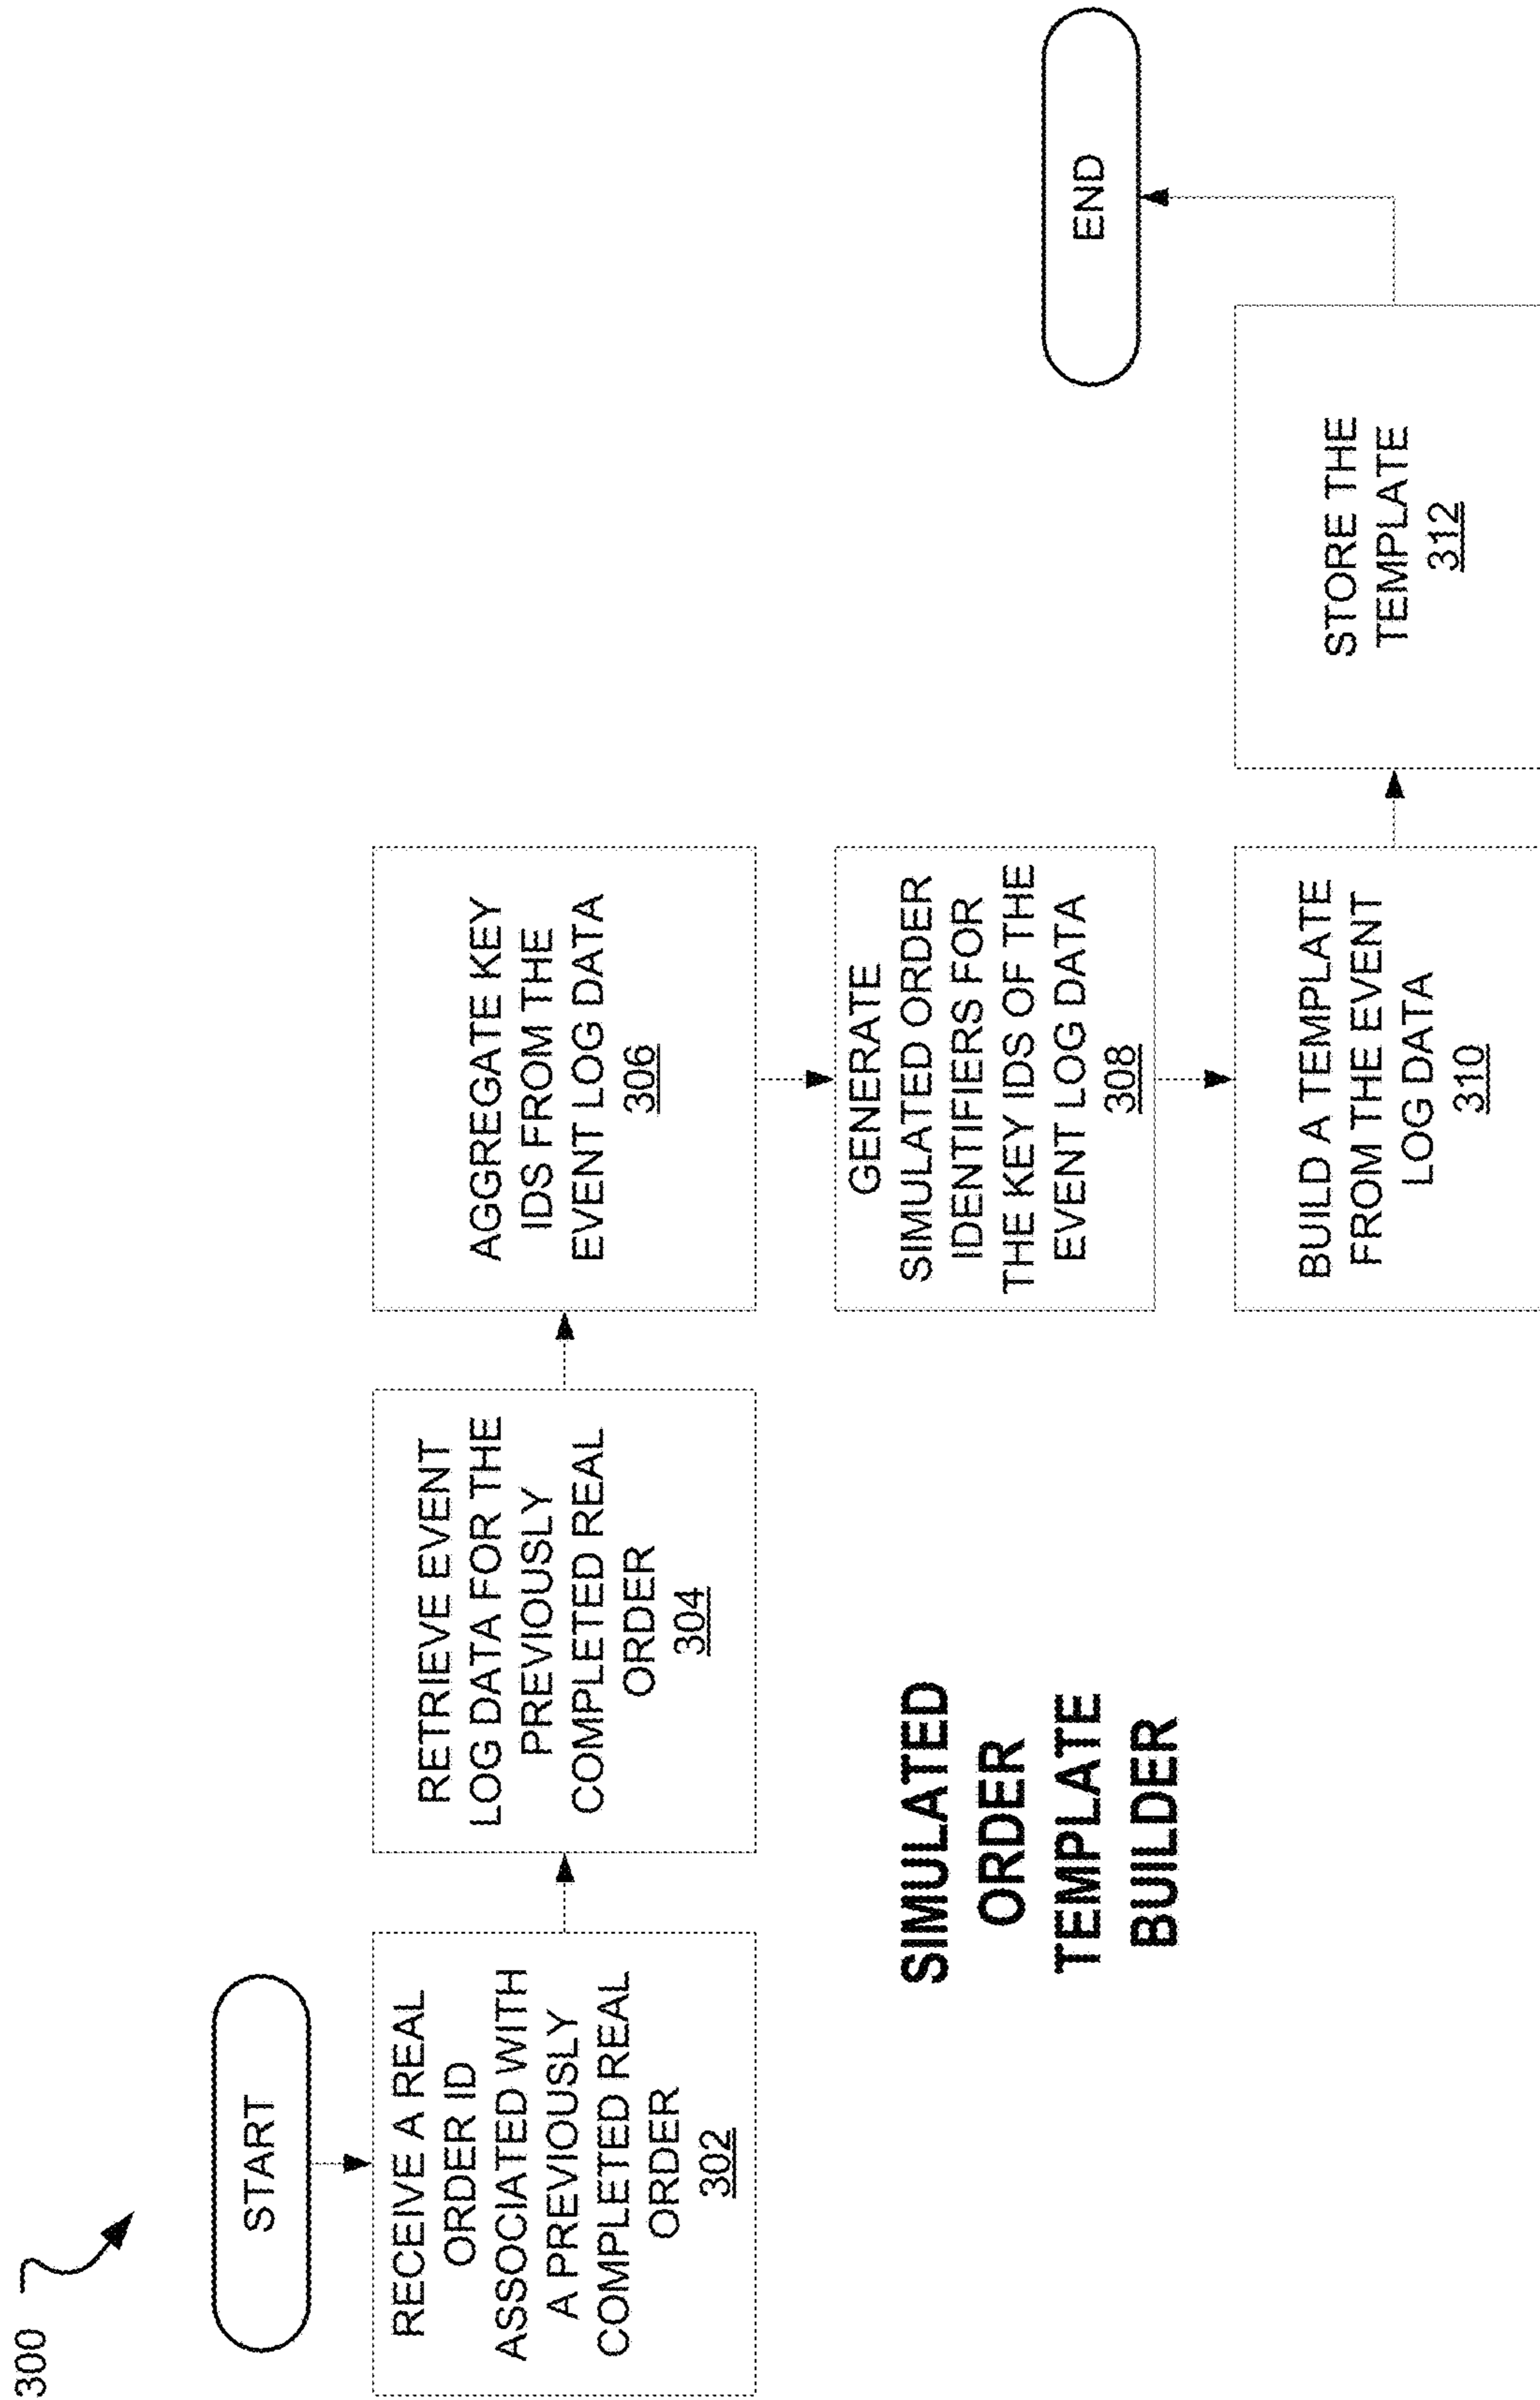 300
START
RECEIVE A REAL
ORDER ID
ASSOCIATED WITH
A PREVIOUSLY
COMPLETED REAL
ORDER
302
RETRIEVE EVENT
LOG DATA FOR THE
PREVIOUSLY
COMPLETED REAL
ORDER
304
AGGREGATE KEY
IDS FROM THE
EVENT LOG DATA
306
GENERATE
SIMULATED ORDER
IDENTIFIERS FOR
THE KEY IDS OF THE
EVENT LOG DATA
308
BUILD A TEMPLATE
FROM THE EVENT
LOG DATA
310
STORE THE
TEMPLATE
312
END
SIMULATED
ORDER
TEMPLATE
BUILDER